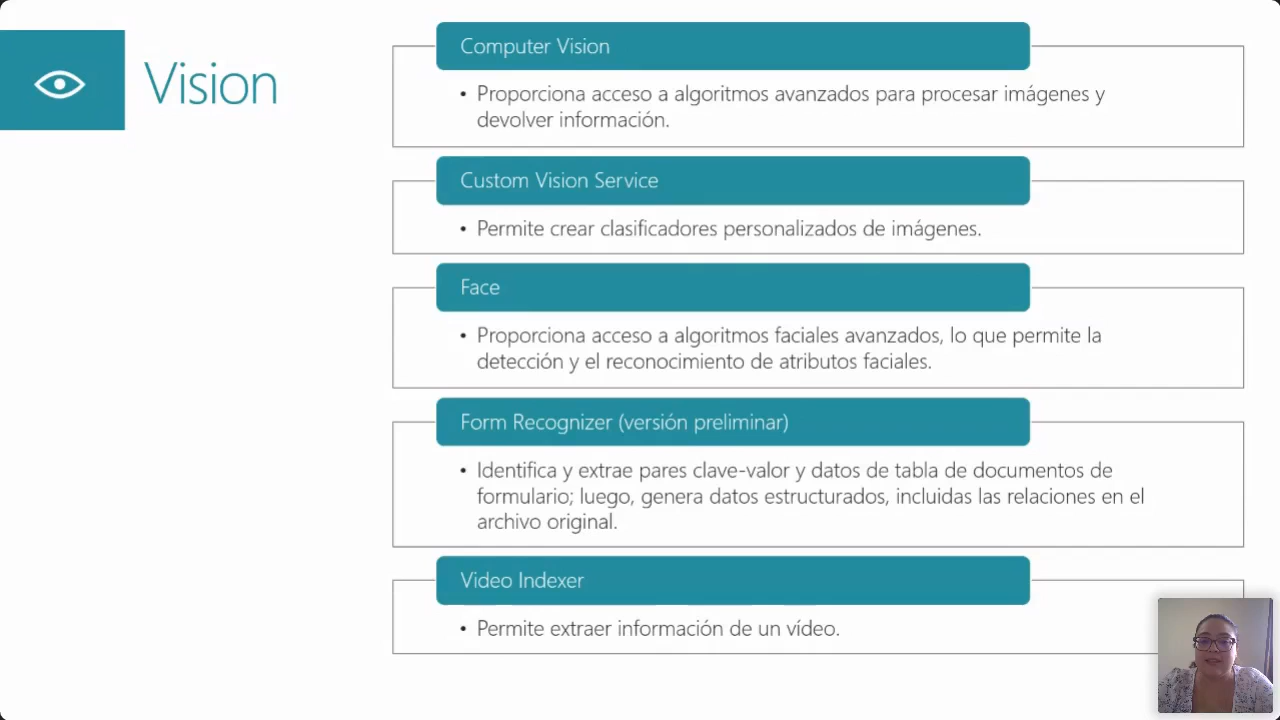 Vision
Computer Vision
• Proporciona acceso a algoritmos avanzados para procesar imágenes y
devolver información.
Custom Vision Service
• Permite crear clasificadores personalizados de imágenes.
Face
• Proporciona acceso a algoritmos faciales avanzados, lo que permite la
detección y el reconocimiento de atributos faciales.
Form Recognizer (versión preliminar)
• Identifica y extrae pares clave-valor y datos de tabla de documentos de
formulario; luego, genera datos estructurados, incluidas las relaciones en el
archivo original.
Video Indexer
• Permite extraer información de un vídeo.